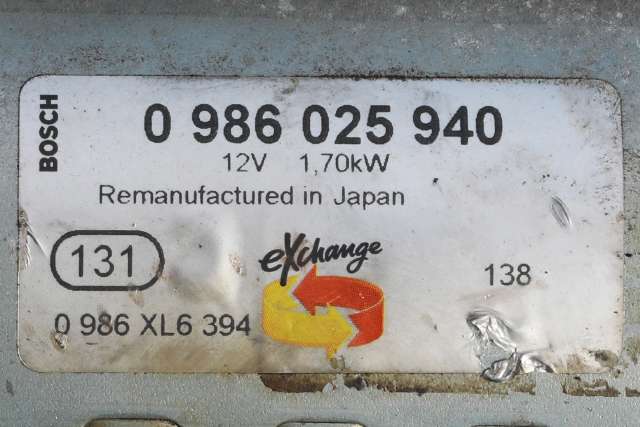 BOSCH
0 986 025 940
12V 1,70kW
Remanufactured in Japan
131
eXchange
138
0 986 XL6 394